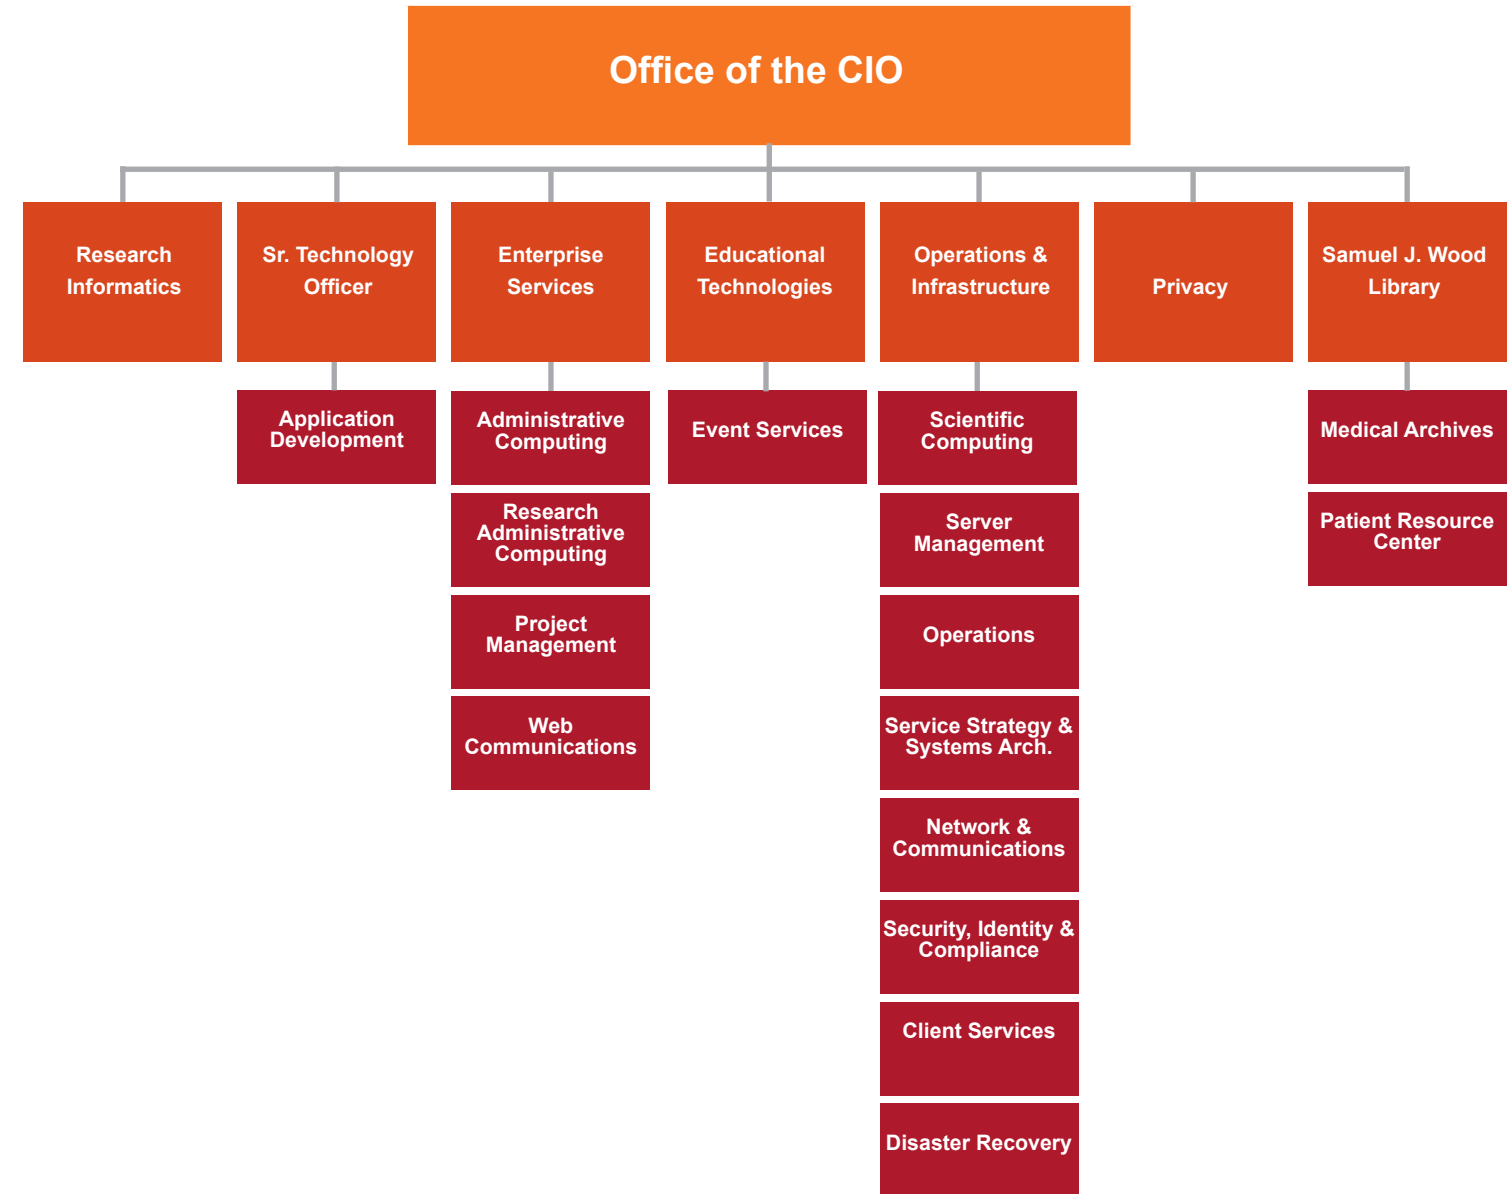 Office of the CIO
Research
Informatics
Sr. Technology
Officer
Enterprise
Services
Educational
Technologies
Operations &
Infrastructure
Privacy
Samuel J. Wood
Library
Application
Development
Administrative
Computing
Research
Administrative
Computing
Project
Management
Web
Communications
Event Services
Scientific
Computing
Server
Management
Operations
Service Strategy &
Systems Arch.
Network &
Communications
Security, Identity &
Compliance
Client Services
Disaster Recovery
Medical Archives
Patient Resource
Center